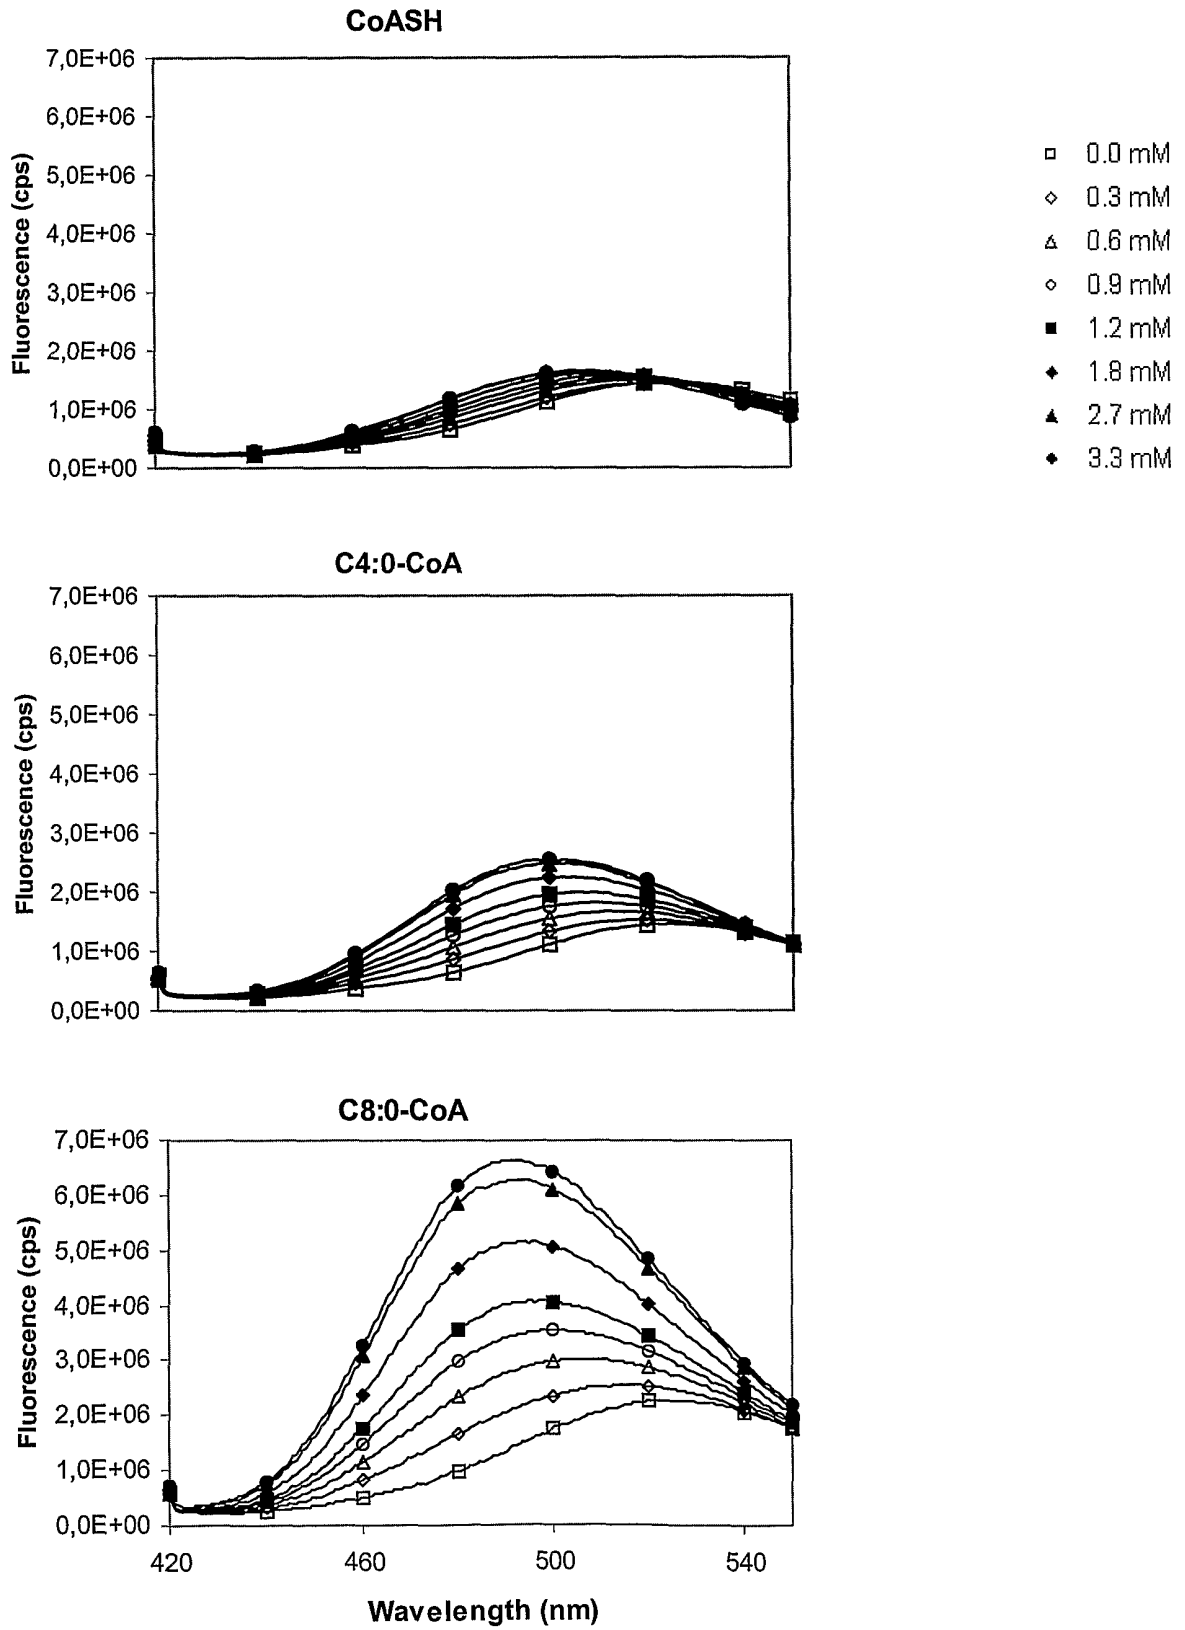 CoASH
7,0E+06
6,0E+06
5,0E+06
4,0E+06
3,0E+06
2,0E+06
1,0E+06
0,0E+00
Fluorescence (cps)
0.0 mM
0.3 mM
0.6 mM
0.9 mM
1.2 mM
1.8 mM
2.7 mM
3.3 mM
C4:0-CoA
7,0E+06
6,0E+06
5,0E+06
4,0E+06
3,0E+06
2,0E+06
1,0E+06
0,0E+00
Fluorescence (cps)
C8:0-CoA
7,0E+06
6,0E+06
5,0E+06
4,0E+06
3,0E+06
2,0E+06
1,0E+06
0,0E+00
Fluorescence (cps)
420 460 500 540
Wavelength (nm)